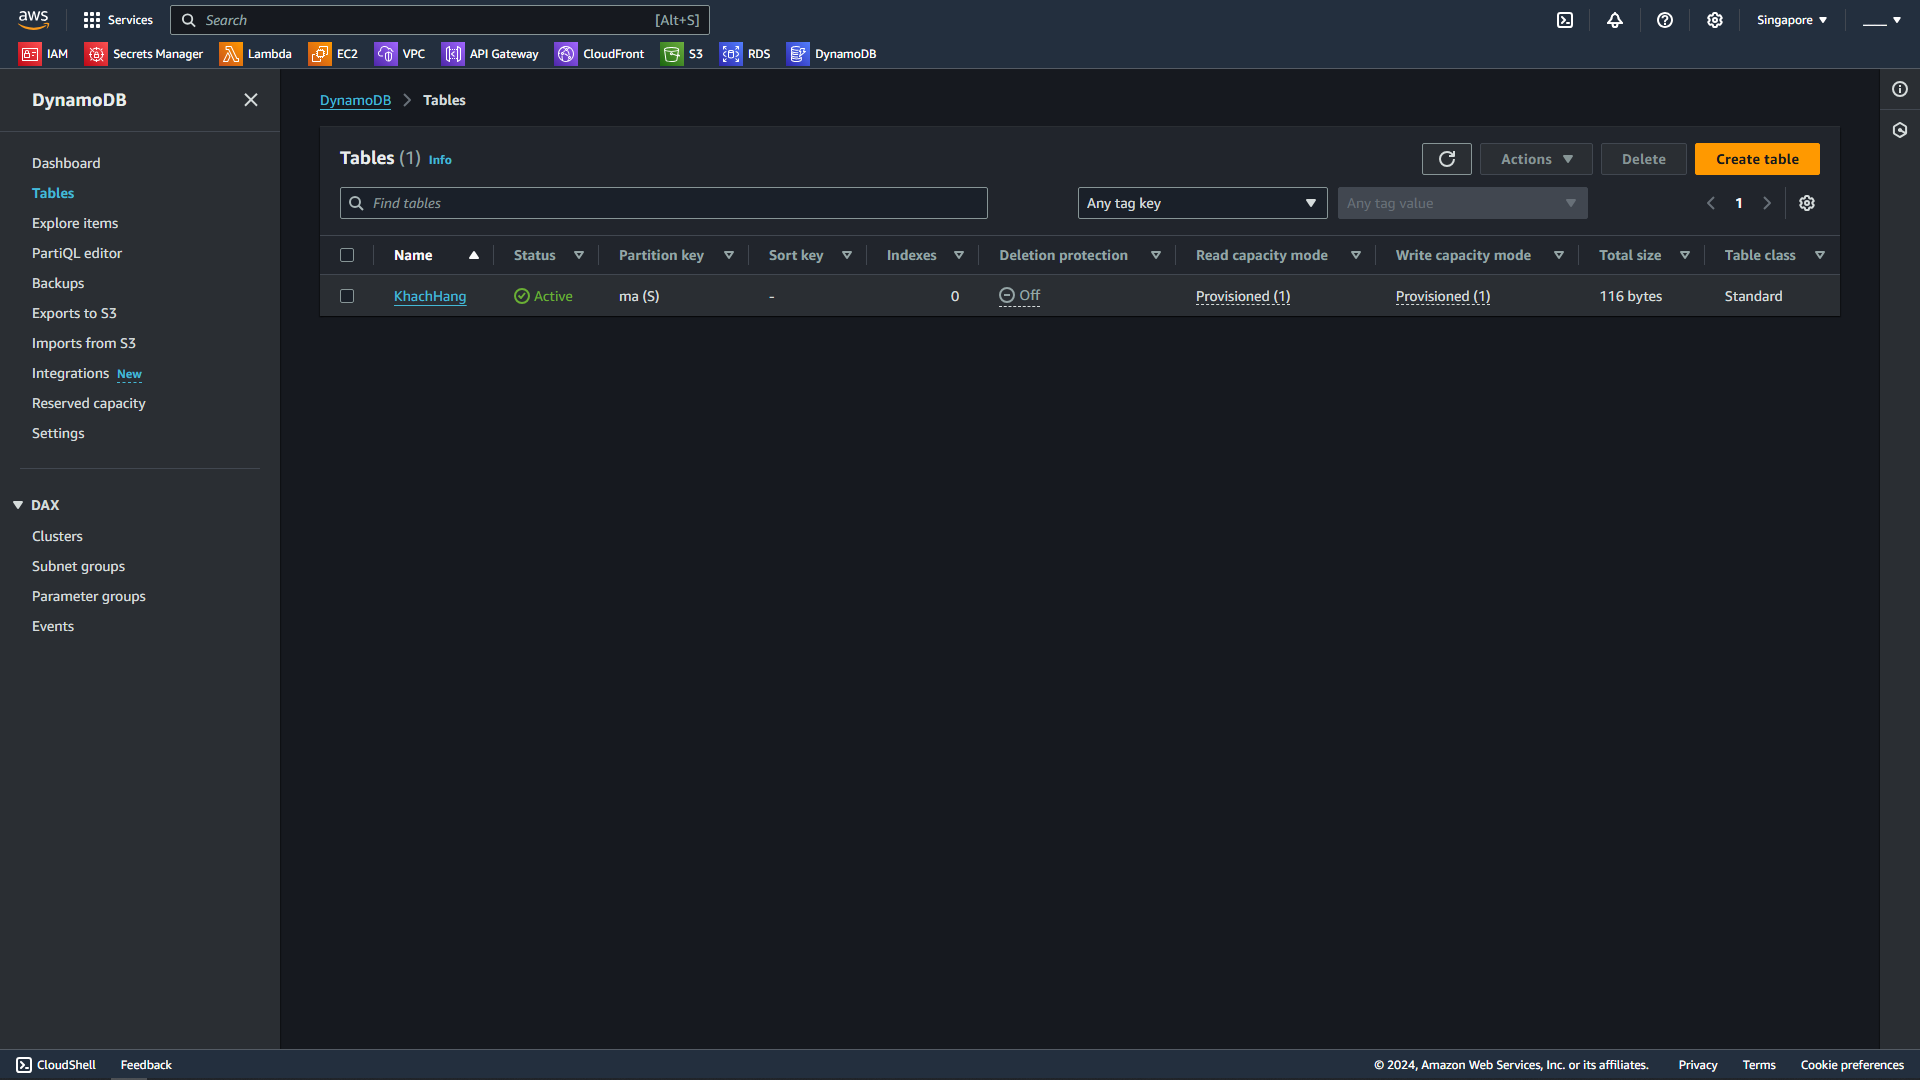 aws
Services
Search
[Alt+S]
Singapore
IAM
Secrets Manager
Lambda
EC2
VPC
API Gateway
CloudFront
S3
RDS
DynamoDB
DynamoDB
Dashboard
Tables
Explore items
PartiQL editor
Backups
Exports to S3
Imports from S3
Integrations New
Reserved capacity
Settings
DAX
Clusters
Subnet groups
Parameter groups
Events
DynamoDB
Tables
Tables (1) Info
Actions
Delete
Create table
Find tables
Any tag key
Any tag value
1
Name
Status
Partition key
Sort key
Indexes
Deletion protection
Read capacity mode
Write capacity mode
Total size
Table class
KhachHang
Active
ma (S)
-
0
Off
Provisioned (1)
Provisioned (1)
116 bytes
Standard
CloudShell
Feedback
© 2024, Amazon Web Services, Inc. or its affiliates.
Privacy
Terms
Cookie preferences